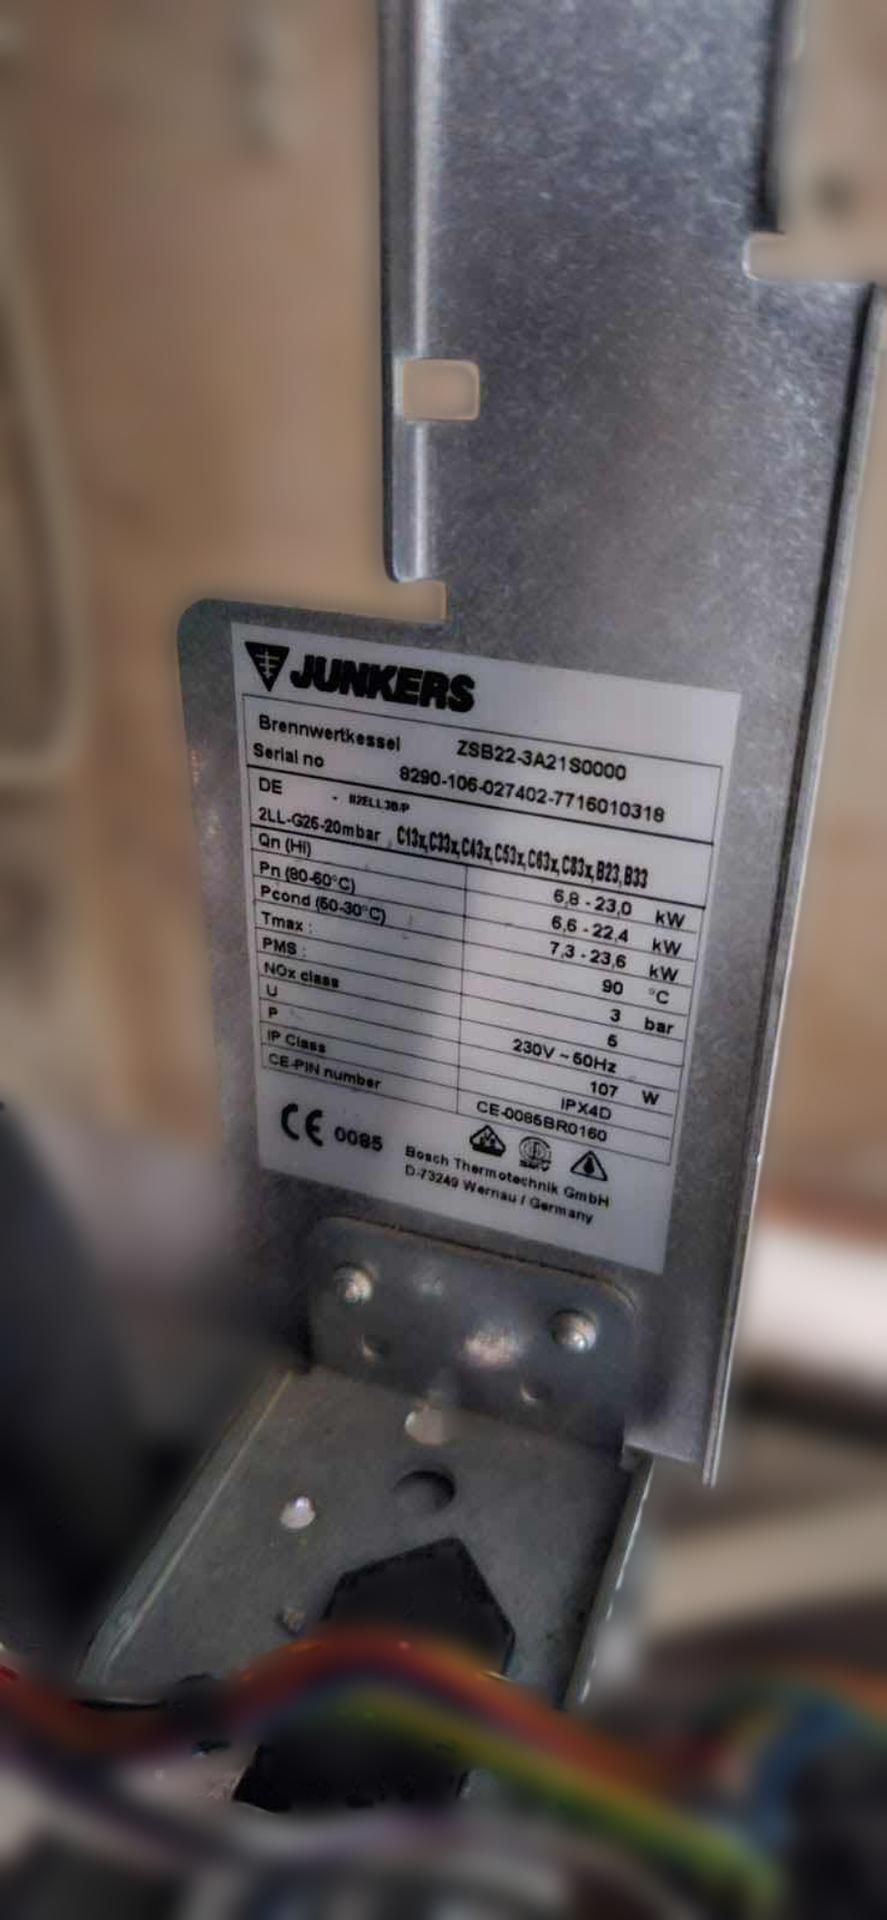 JUNKERS
Brennwertkessel ZSB22-3A21S0000
Serial no 8290-106-027402-7716010318
DE - II2ELL3B/P
2LL-G25-20mbar C13x,C33x,C43x,C53x,C63x,C83x,B23,B33
Qn (Hi) 6,8 - 23,0 kW
Pn (80-60°C) 6,6 - 22,4 kW
Pcond (50-30°C) 7,3 - 23,6 kW
Tmax : 90 °C
PMS : 3 bar
NOx class 5
U 230V ~ 50Hz
P 107 W
IP Class IPX4D
CE-PIN number CE-0085BR0160
CE 0085
Bosch Thermotechnik GmbH
D-73249 Wernau / Germany